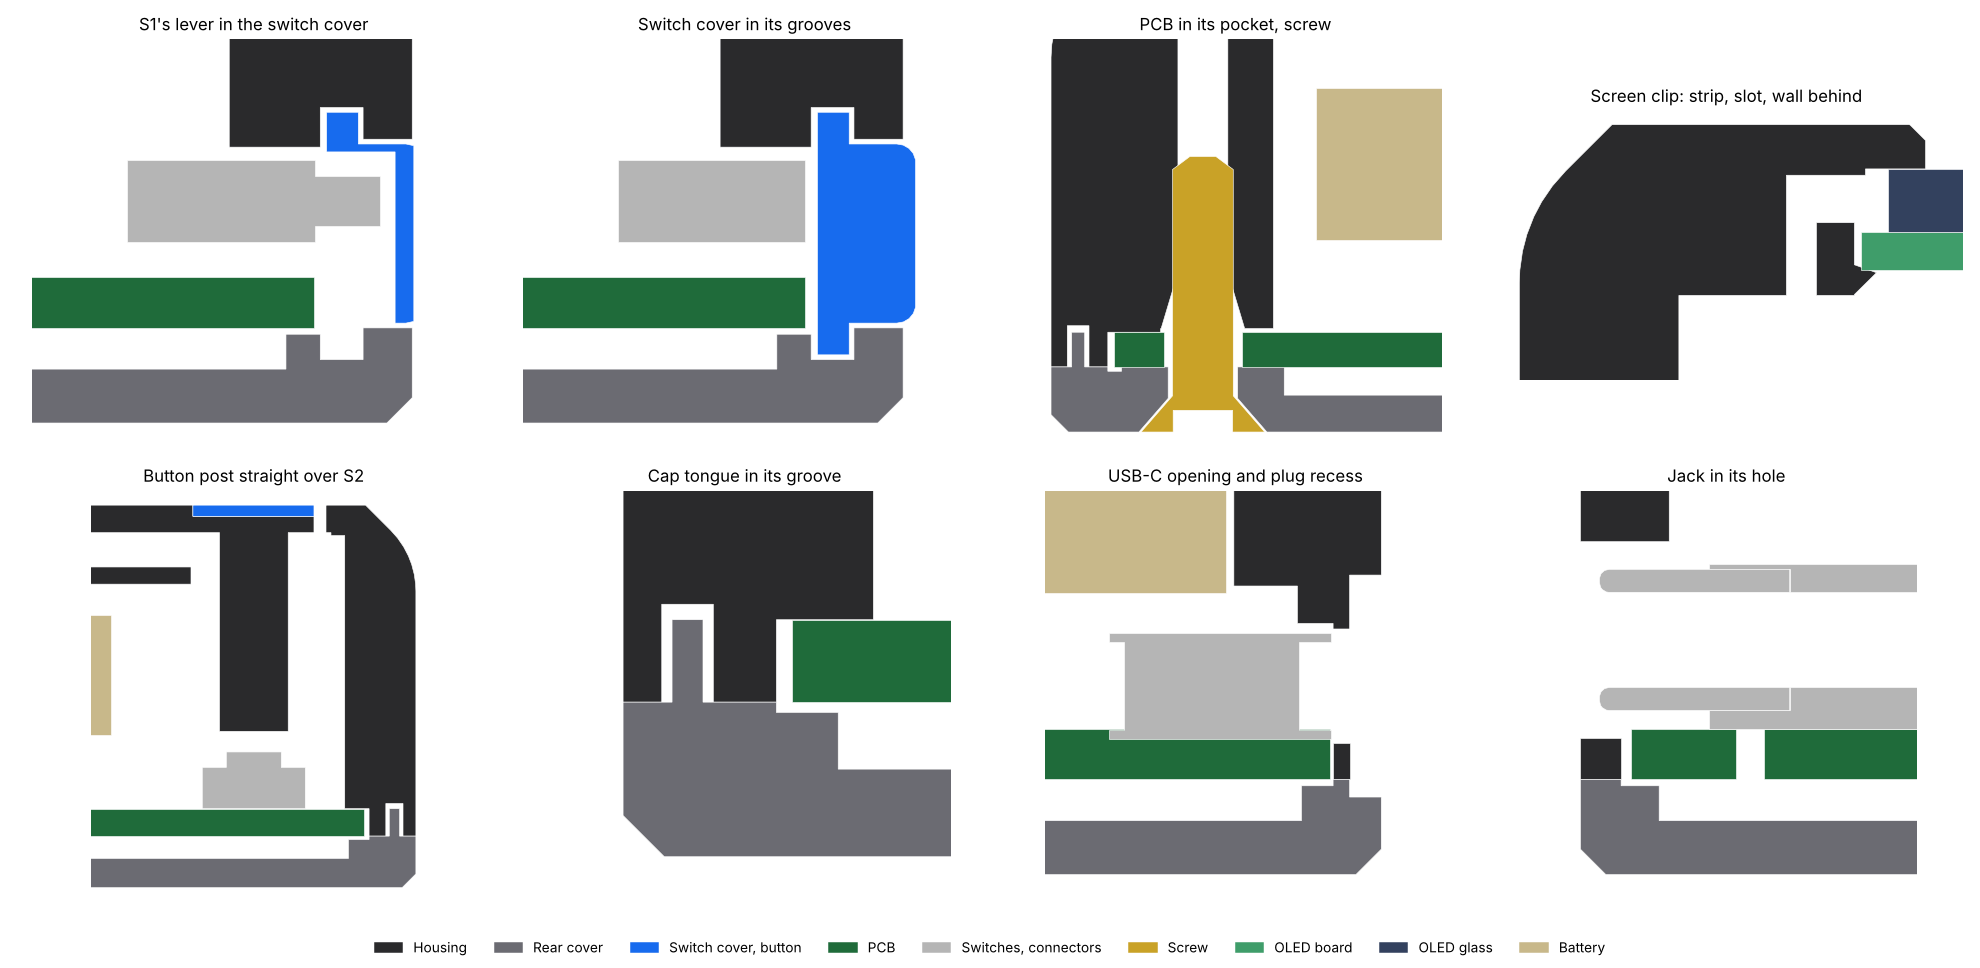 S1's lever in the switch cover
Switch cover in its grooves
PCB in its pocket, screw
Screen clip: strip, slot, wall behind
Button post straight over S2
Cap tongue in its groove
USB-C opening and plug recess
Jack in its hole
Housing
Rear cover
Switch cover, button
PCB
Switches, connectors
Screw
OLED board
OLED glass
Battery